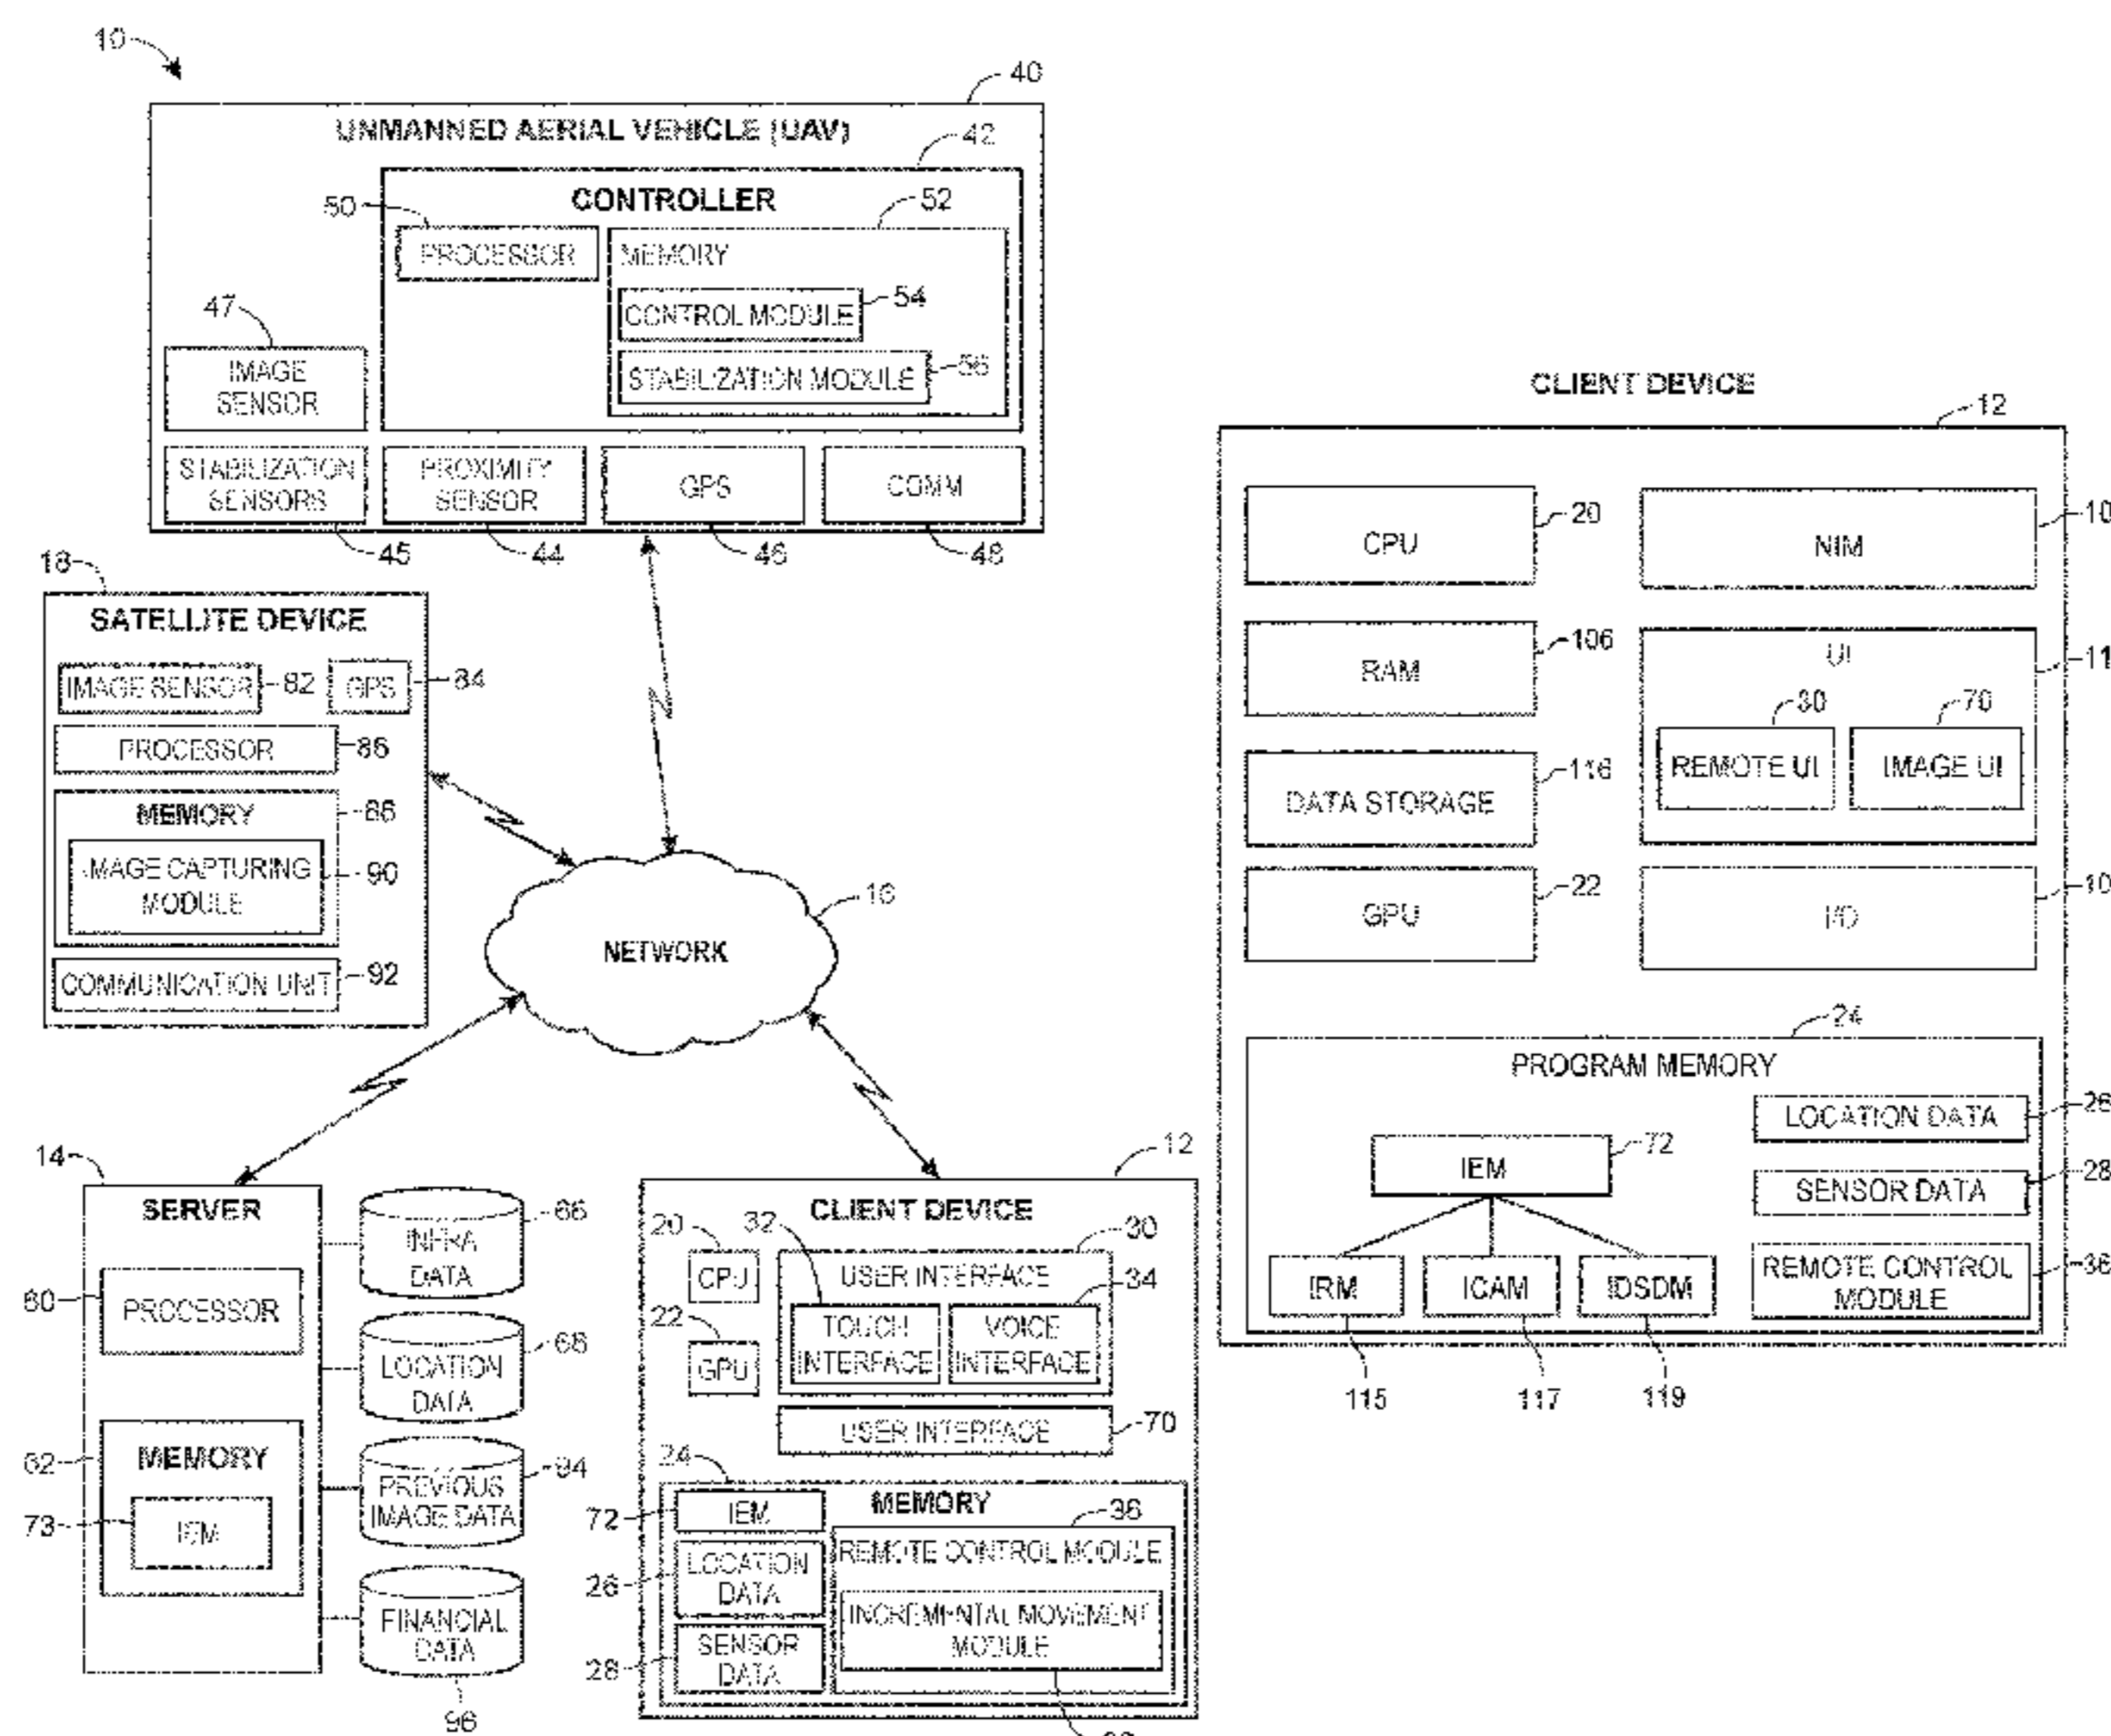 10
40
UNMANNED AERIAL VEHICLE (UAV)
42
CONTROLLER
50
52
PROCESSOR
MEMORY
54
CONTROL MODULE
56
STABILIZATION MODULE
47
IMAGE
SENSOR
STABILIZATION
SENSORS
PROXIMITY
SENSOR
GPS
COMM
45
44
46
48
18
SATELLITE DEVICE
IMAGE SENSOR
82
GPS
84
PROCESSOR
86
MEMORY
IMAGE CAPTURING
MODULE
90
COMMUNICATION UNIT
92
16
NETWORK
14
SERVER
60
PROCESSOR
62
MEMORY
73
INFRA
DATA
66
LOCATION
DATA
68
PREVIOUS
IMAGE DATA
94
FINANCIAL
DATA
96
12
CLIENT DEVICE
20
CPU
22
GPU
32
30
USER INTERFACE
34
TOUCH
INTERFACE
VOICE
INTERFACE
USER INTERFACE
70
24
MEMORY
72
IEM
36
REMOTE CONTROL MODULE
26
LOCATION
DATA
INCREMENTAL MOVEMENT
MODULE
28
SENSOR
DATA
CLIENT DEVICE
12
CPU
20
NIM
10
RAM
106
UI
11
30
70
REMOTE UI
IMAGE UI
DATA STORAGE
116
GPU
22
I/O
10
24
PROGRAM MEMORY
LOCATION DATA
26
IEM
72
SENSOR DATA
28
IRM
ICAM
IDSDM
REMOTE CONTROL
MODULE
36
115
117
119